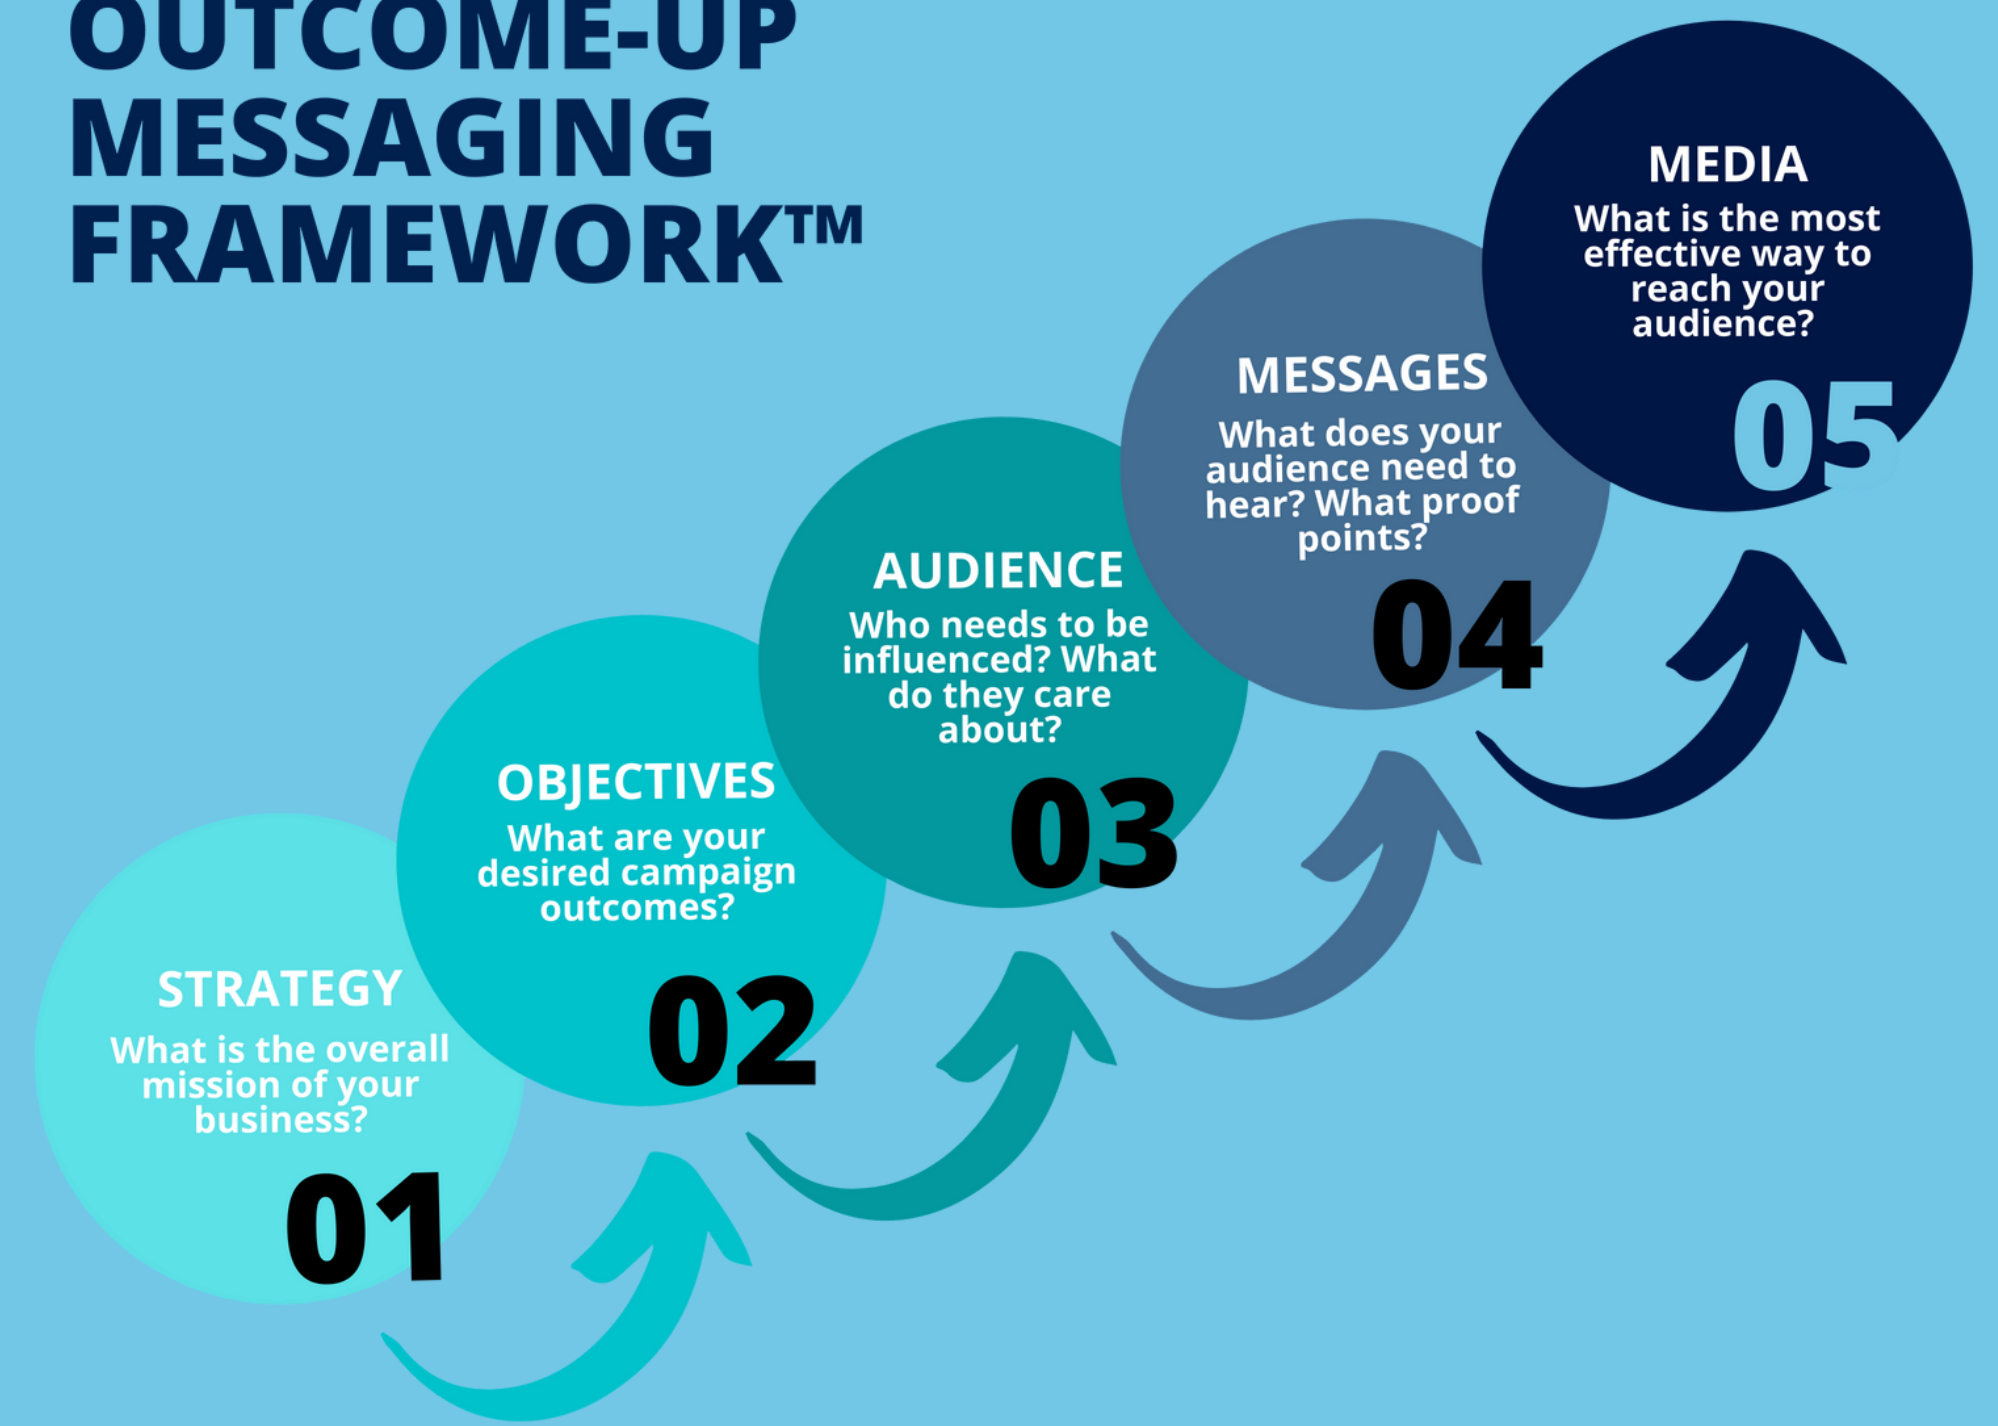 OUTCOME-UP
MESSAGING
FRAMEWORK™
STRATEGY
What is the overall
mission of your
business?
01
OBJECTIVES
What are your
desired campaign
outcomes?
02
AUDIENCE
Who needs to be
influenced? What
do they care
about?
03
MESSAGES
What does your
audience need to
hear? What proof
points?
04
MEDIA
What is the most
effective way to
reach your
audience?
05